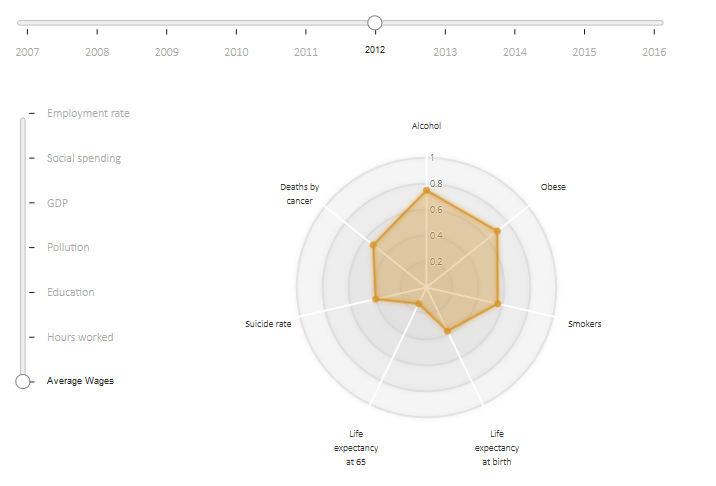 2007 2008 2009 2010 2011 2012 2013 2014 2015 2016
Employment rate
Social spending
GDP
Pollution
Education
Hours worked
Average Wages
Alcohol
1
0.8
0.6
0.4
0.2
Obese
Smokers
Life
expectancy
at birth
Life
expectancy
at 65
Suicide rate
Deaths by
cancer